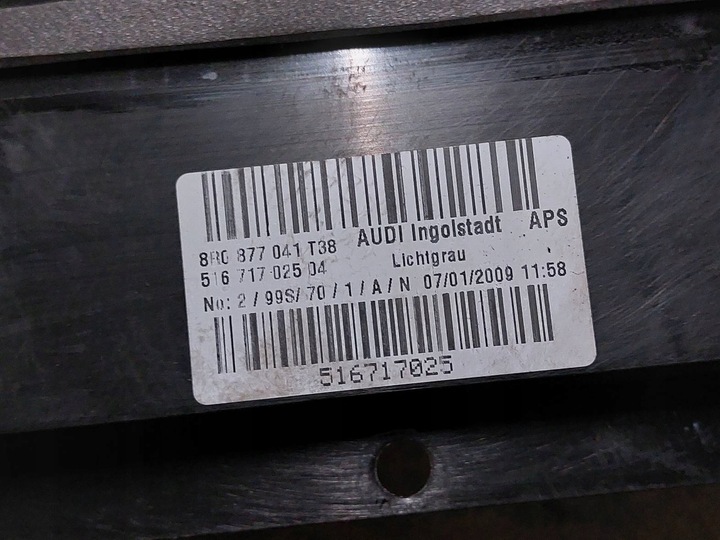 8R0 877 041 T38 AUDI Ingolstadt APS
516 717 025 04 Lichtgrau
No: 2 / 99S/ 70 / 1 / A / N 07/01/2009 11:58
516717025